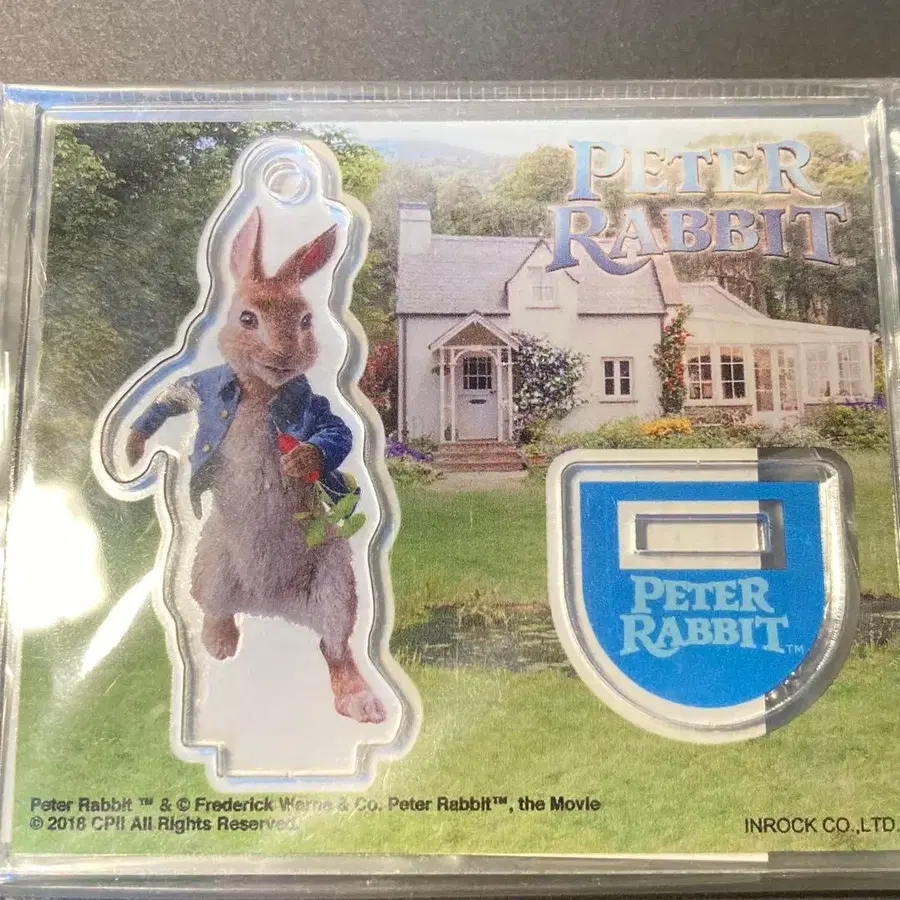 PETER
RABBIT
PETER
RABBIT™
Peter Rabbit ™ & © Frederick Warne & Co. Peter Rabbit™, the Movie
© 2018 CPII All Rights Reserved.
INROCK CO.,LTD.